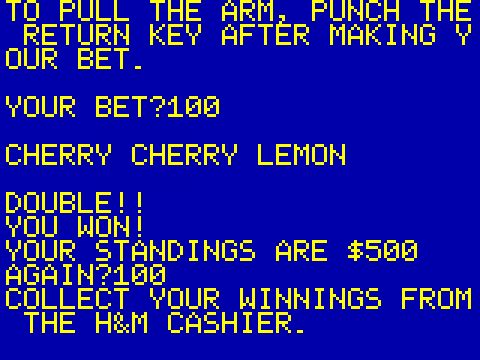 TO PULL THE ARM, PUNCH THE
 RETURN KEY AFTER MAKING Y
OUR BET.

YOUR BET?100

CHERRY CHERRY LEMON

DOUBLE!!
YOU WON!
YOUR STANDINGS ARE $500
AGAIN?100
COLLECT YOUR WINNINGS FROM
 THE H&M CASHIER.